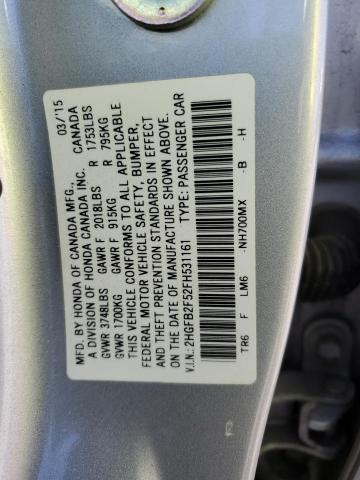 MFD. BY HONDA OF CANADA MFG., 03/'15
A DIVISION OF HONDA CANADA INC. CANADA
GVWR 3748LBS GAWR F 2018LBS R 1753LBS
GVWR 1700KG GAWR F 915KG R 795KG
THIS VEHICLE CONFORMS TO ALL APPLICABLE
FEDERAL MOTOR VEHICLE SAFETY, BUMPER,
AND THEFT PREVENTION STANDARDS IN EFFECT
ON THE DATE OF MANUFACTURE SHOWN ABOVE.
V.I.N.: 2HGFB2F52FH531161 TYPE: PASSENGER CAR
TR6 F LM6 -NH700MX -B -H